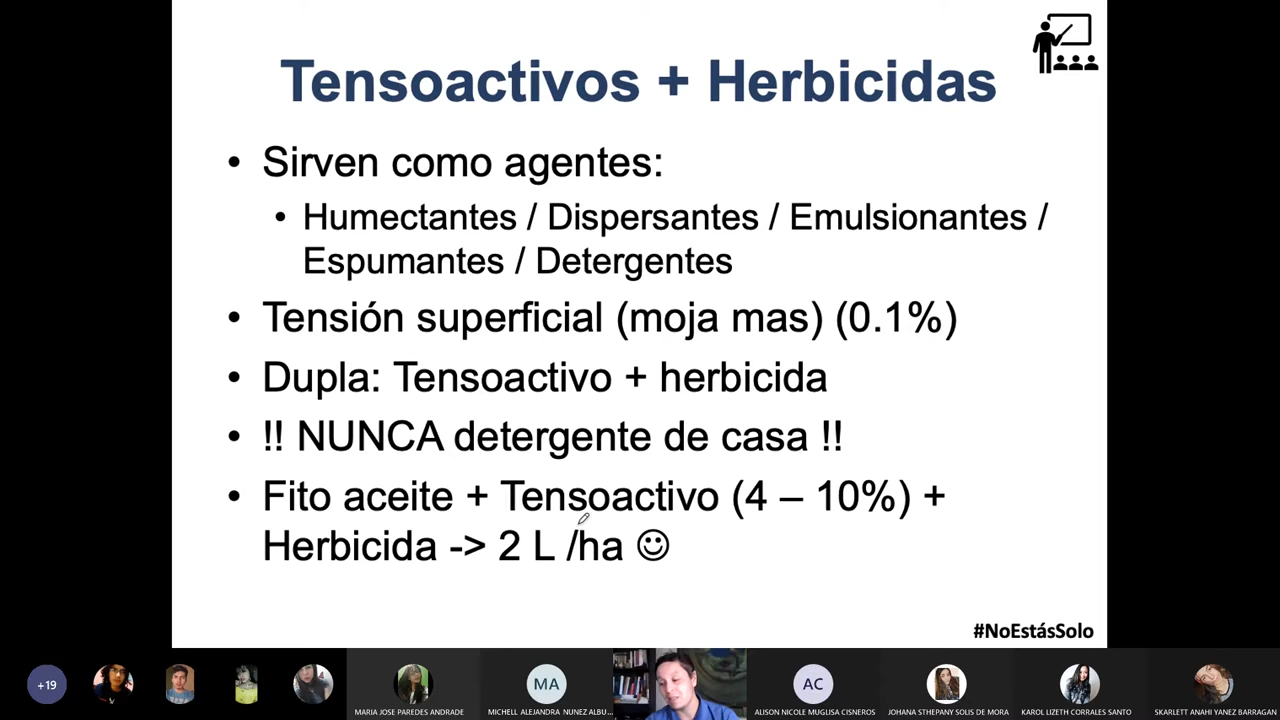 Tensoactivos + Herbicidas
• Sirven como agentes:
• Humectantes / Dispersantes / Emulsionantes /
Espumantes / Detergentes
• Tensión superficial (moja mas) (0.1%)
• Dupla: Tensoactivo + herbicida
• !! NUNCA detergente de casa !!
• Fito aceite + Tensoactivo (4 – 10%) +
Herbicida -> 2 L /ha ☺
#NoEstásSolo
+19
MA
AC
MARIA JOSE PAREDES ANDRADE
MICHELL ALEJANDRA NUNEZ ALBU...
ALISON NICOLE MUGLISA CISNEROS
JOHANA STHEPANY SOLIS DE MORA
KAROL LIZETH CORRALES SANTO
SKARLETT ANAHI YANEZ BARRAGAN